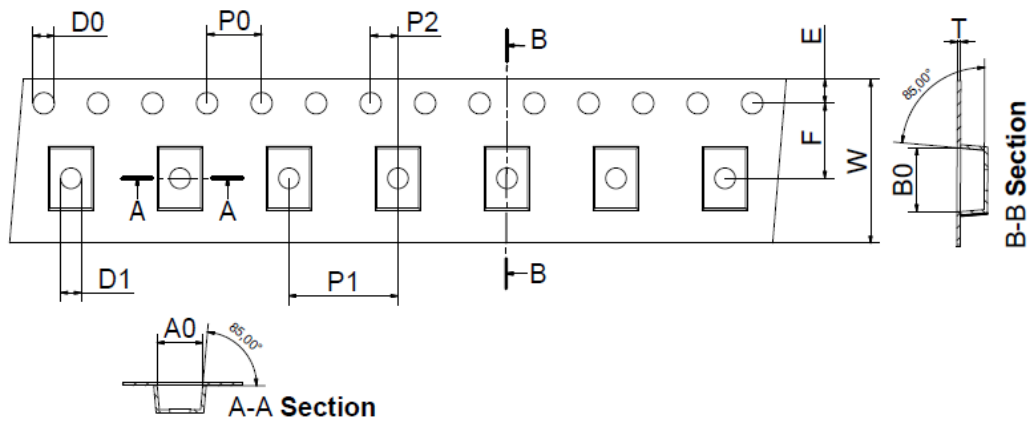 D0
P0
P2
B
E
T
85,00°
F
W
B0
B-B Section
A
A
D1
P1
B
A0
85,00°
A-A Section